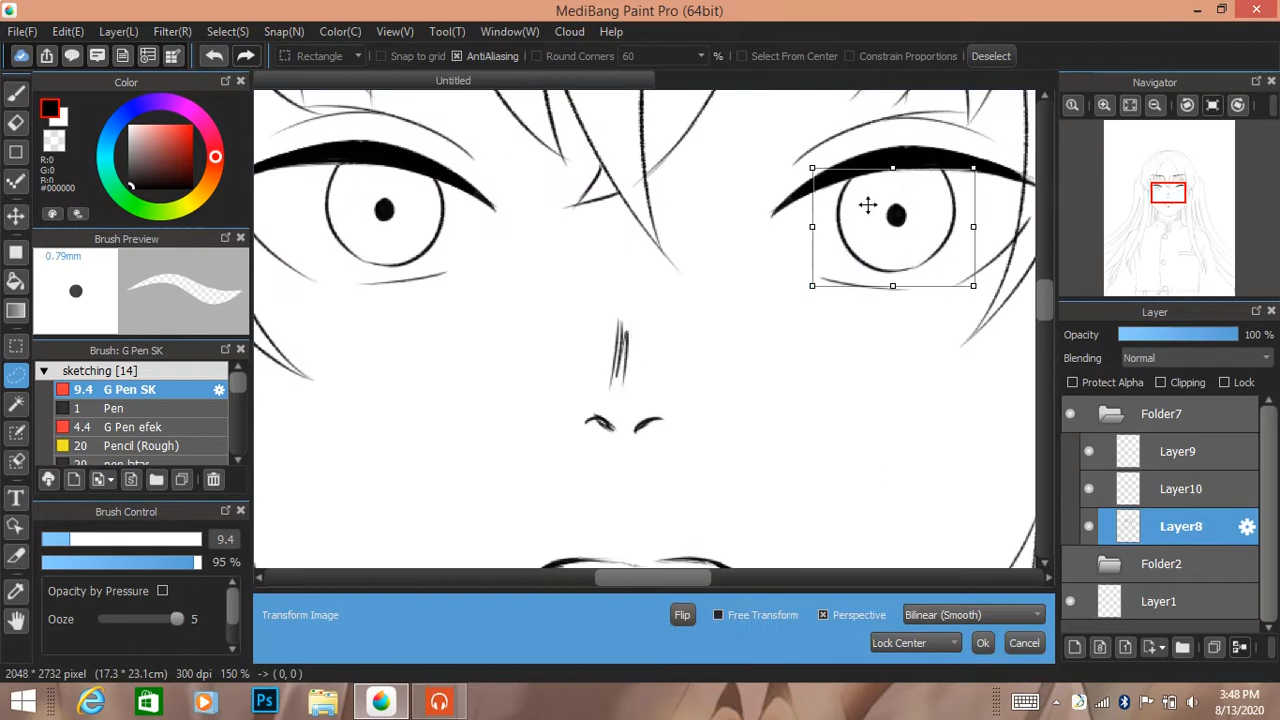 MediBang Paint Pro (64bit)
File(F) Edit(E) Layer(L) Filter(R) Select(S) Snap(N) Color(C) View(V) Tool(T) Window(W) Cloud Help
Rectangle Snap to grid AntiAliasing Round Corners 60 % Select From Center Constrain Proportions Deselect
Color
Untitled
Navigator
R:0
G:0
B:0
#000000
Brush Preview
0.79mm
Brush: G Pen SK
sketching [14]
9.4 G Pen SK
1 Pen
4.4 G Pen efek
20 Pencil (Rough)
20
Brush Control
9.4
95 %
Opacity by Pressure
Ooze 5
Layer
Opacity 100 %
Blending Normal
Protect Alpha Clipping Lock
Folder7
Layer9
Layer10
Layer8
Folder2
Layer1
Transform Image Flip Free Transform Perspective Bilinear (Smooth)
Lock Center Ok Cancel
2048 * 2732 pixel (17.3 * 23.1cm) 300 dpi 150 % -> ( 0, 0 )
Ps
3:48 PM
8/13/2020